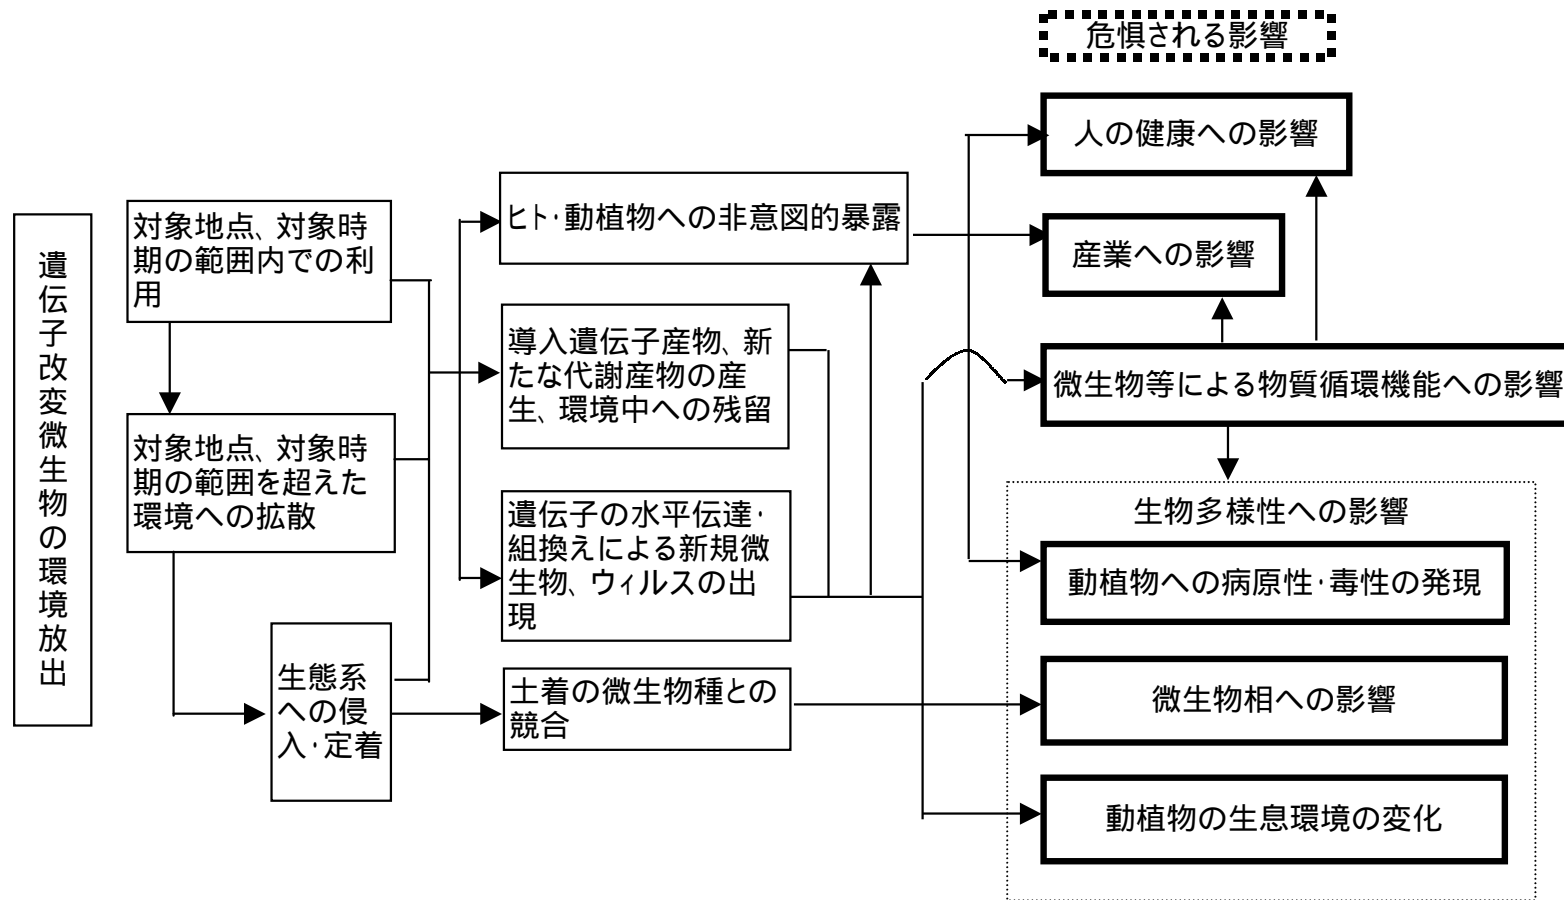 危惧される影響
人の健康への影響
ヒト・動植物への非意図的暴露
対象地点、対象時
期の範囲内での利
用
産業への影響
遺伝子改変微生物の環境放出
導入遺伝子産物、新
たな代謝産物の産
生、環境中への残留
微生物等による物質循環機能への影響
対象地点、対象時
期の範囲を超えた
環境への拡散
遺伝子の水平伝達・
組換えによる新規微
生物、ウィルスの出
現
生物多様性への影響
動植物への病原性・毒性の発現
生態系
への侵
入・定着
土着の微生物種との
競合
微生物相への影響
動植物の生息環境の変化